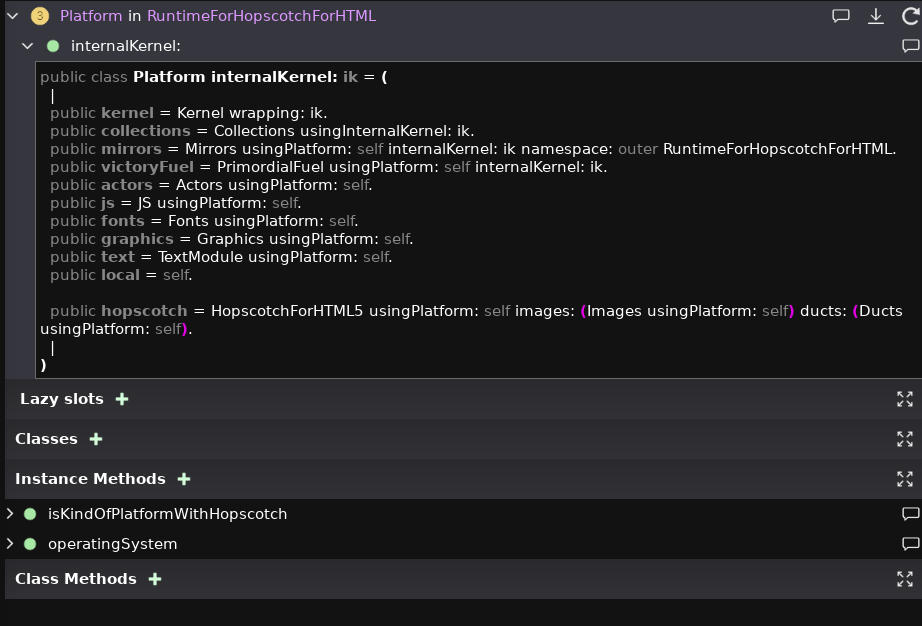 3 Platform in RuntimeForHopscotchForHTML
internalKernel:
public class Platform internalKernel: ik = (
|
public kernel = Kernel wrapping: ik.
public collections = Collections usingInternalKernel: ik.
public mirrors = Mirrors usingPlatform: self internalKernel: ik namespace: outer RuntimeForHopscotchForHTML.
public victoryFuel = PrimordialFuel usingPlatform: self internalKernel: ik.
public actors = Actors usingPlatform: self.
public js = JS usingPlatform: self.
public fonts = Fonts usingPlatform: self.
public graphics = Graphics usingPlatform: self.
public text = TextModule usingPlatform: self.
public local = self.
public hopscotch = HopscotchForHTML5 usingPlatform: self images: (Images usingPlatform: self) ducts: (Ducts
usingPlatform: self).
|
)
Lazy slots
Classes
Instance Methods
isKindOfPlatformWithHopscotch
operatingSystem
Class Methods